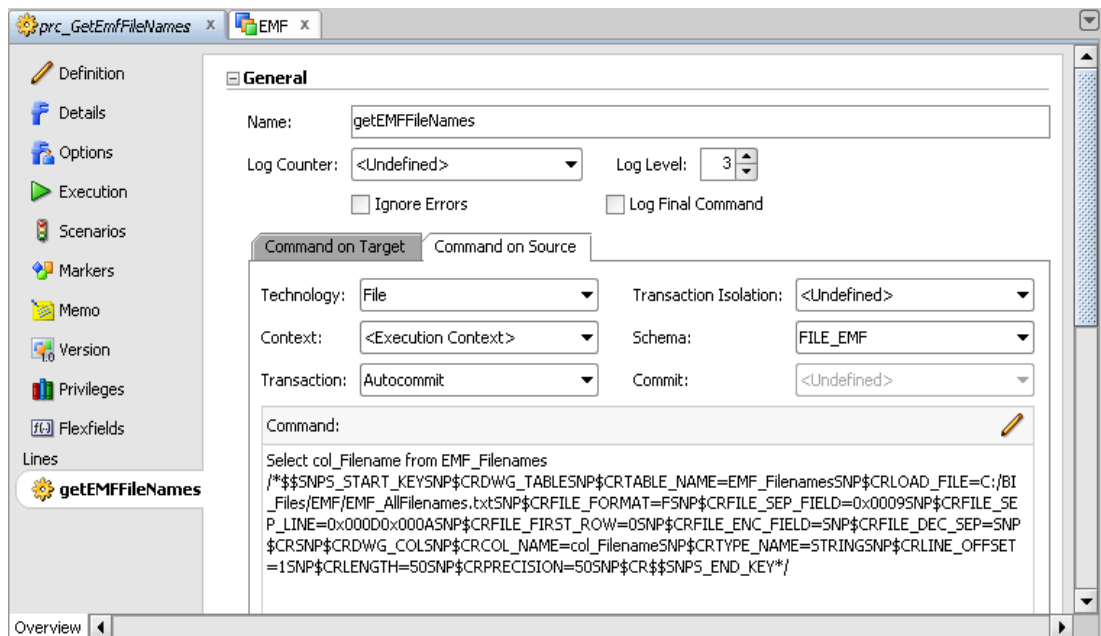 prc_GetEmfFileNames x EMF x
Definition
Details
Options
Execution
Scenarios
Markers
Memo
1.0 Version
Privileges
f(.) Flexfields
Lines
getEMFFileNames
Overview
General
Name: getEMFFileNames
Log Counter: <Undefined> Log Level: 3
Ignore Errors Log Final Command
Command on Target Command on Source
Technology: File Transaction Isolation: <Undefined>
Context: <Execution Context> Schema: FILE_EMF
Transaction: Autocommit Commit: <Undefined>
Command:
Select col_Filename from EMF_Filenames
/*$$SNPS_START_KEYSNP$CRDWG_TABLESNP$CRTABLE_NAME=EMF_FilenamesSNP$CRLOAD_FILE=C:/BI
_Files/EMF/EMF_AllFilenames.txtSNP$CRFILE_FORMAT=FSNP$CRFILE_SEP_FIELD=0x0009SNP$CRFILE_SE
P_LINE=0x000D0x000ASNP$CRFILE_FIRST_ROW=0SNP$CRFILE_ENC_FIELD=SNP$CRFILE_DEC_SEP=SNP
$CRSNP$CRDWG_COLSNP$CRCOL_NAME=col_FilenameSNP$CRTYPE_NAME=STRINGSNP$CRLINE_OFFSET
=1SNP$CRLENGTH=50SNP$CRPRECISION=50SNP$CR$$SNPS_END_KEY*/